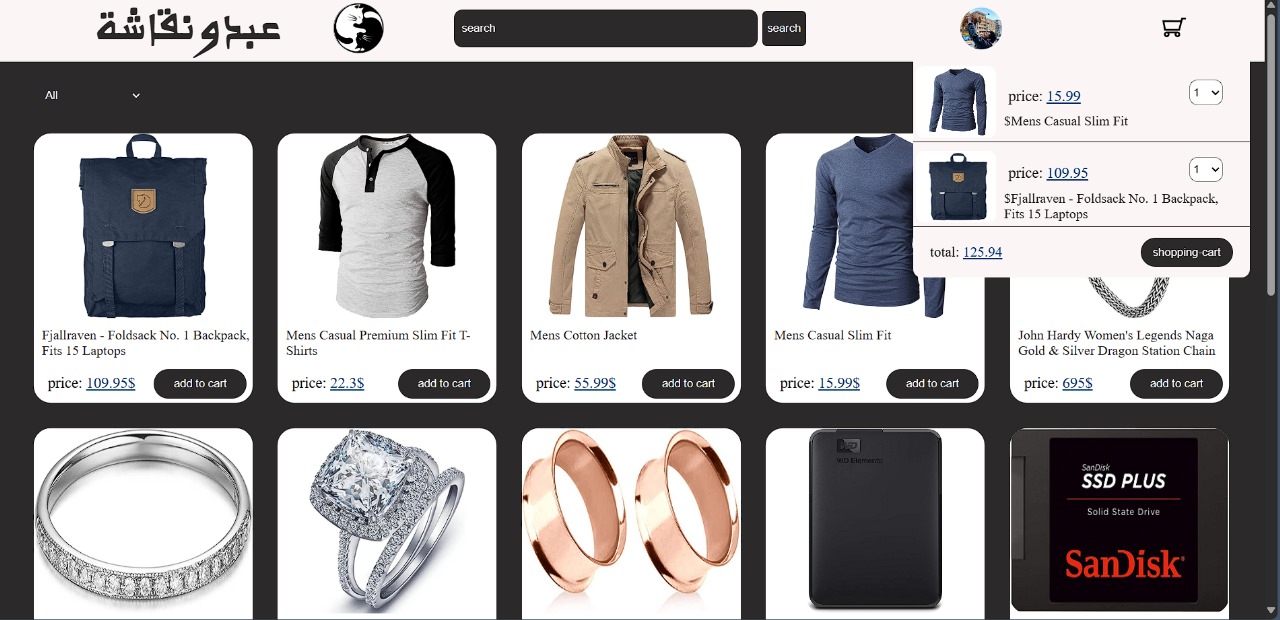 عبدو نقاشة
search
search
All
price: 15.99
1
$Mens Casual Slim Fit
price: 109.95
1
$Fjallraven - Foldsack No. 1 Backpack,
Fits 15 Laptops
total: 125.94
shopping-cart
Fjallraven - Foldsack No. 1 Backpack,
Fits 15 Laptops
price: 109.95$
add to cart
Mens Casual Premium Slim Fit T-
Shirts
price: 22.3$
add to cart
Mens Cotton Jacket
price: 55.99$
add to cart
Mens Casual Slim Fit
price: 15.99$
add to cart
John Hardy Women's Legends Naga
Gold & Silver Dragon Station Chain
price: 695$
add to cart
WD
WD Elements
SanDisk
SSD PLUS
Solid State Drive
SanDisk